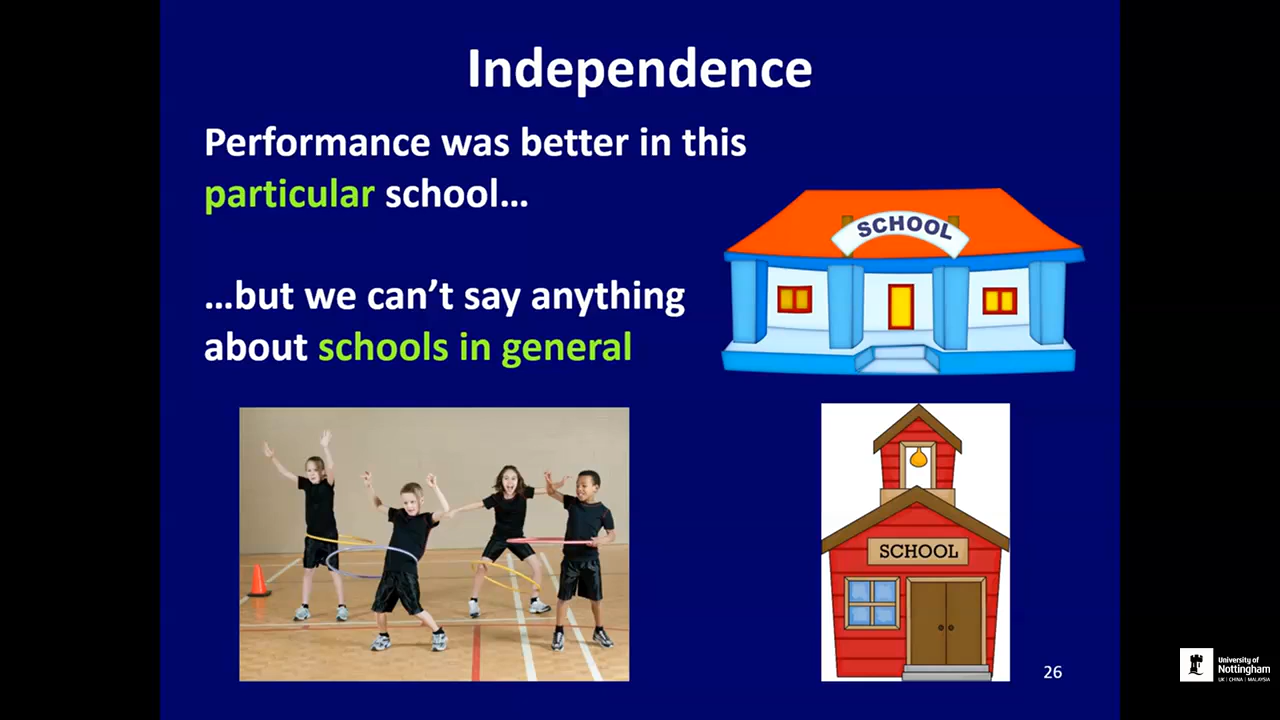 Independence
Performance was better in this
particular school…
…but we can’t say anything
about schools in general
SCHOOL
SCHOOL
26
University of
Nottingham
UK | CHINA | MALAYSIA